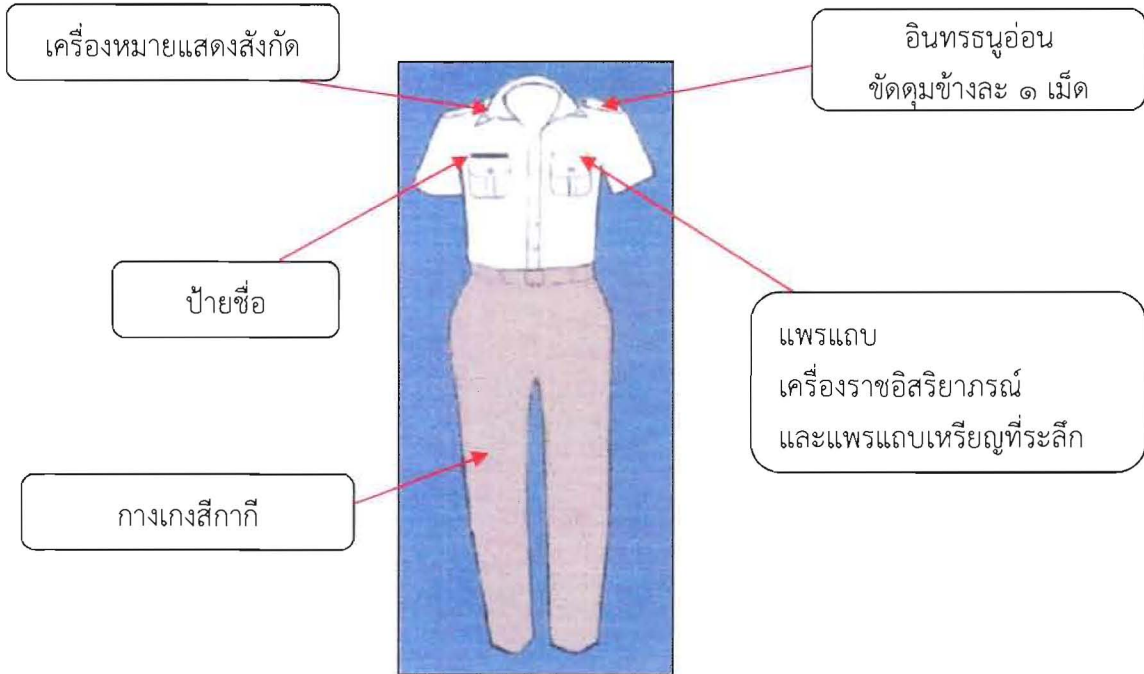 เครื่องหมายแสดงสังกัด
อินทรธนูอ่อน
ขัดดุมข้างละ ๑ เม็ด
ป้ายชื่อ
แพรแถบ
เครื่องราชอิสริยาภรณ์
และแพรแถบเหรียญที่ระลึก
กางเกงสีกากี